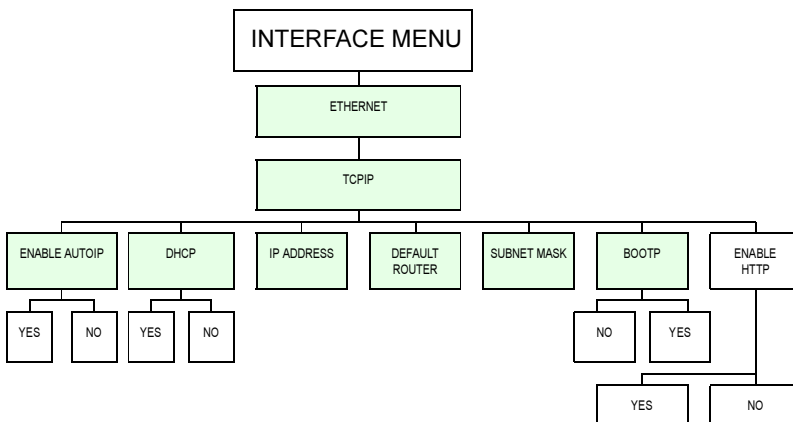 INTERFACE MENU
ETHERNET
TCPIP
ENABLE AUTOIP
DHCP
IP ADDRESS
DEFAULT
ROUTER
SUBNET MASK
BOOTP
ENABLE
HTTP
YES
NO
YES
NO
NO
YES
YES
NO